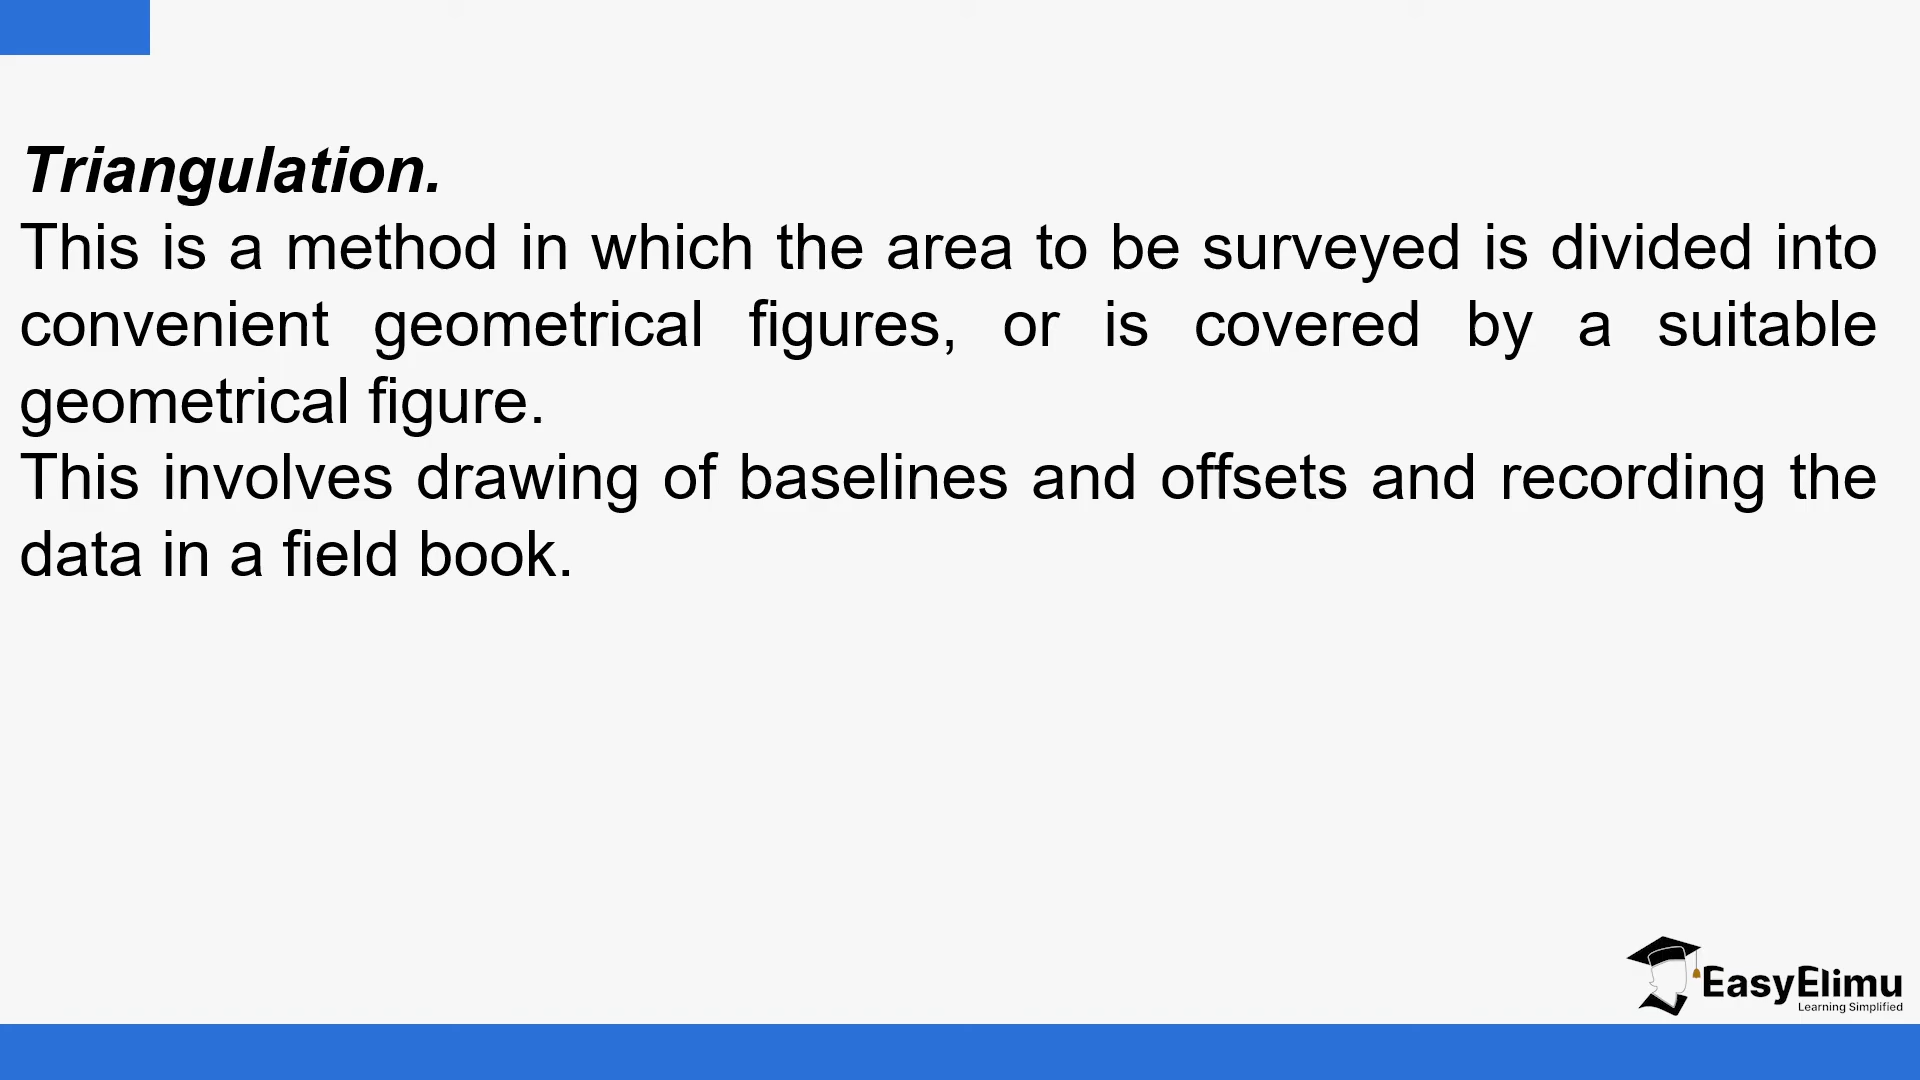 Triangulation.
This is a method in which the area to be surveyed is divided into
convenient geometrical figures, or is covered by a suitable
geometrical figure.
This involves drawing of baselines and offsets and recording the
data in a field book.
EasyElimu
Learning Simplified